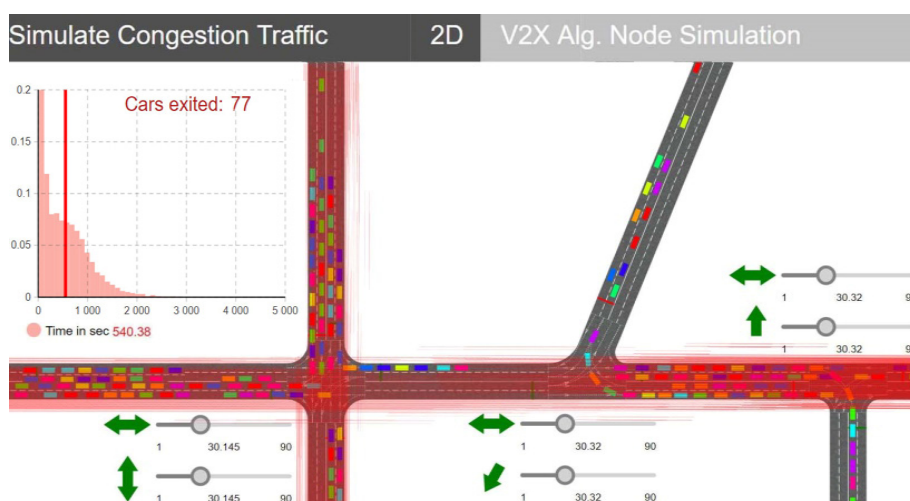 Simulate Congestion Traffic 2D V2X Alg. Node Simulation
Cars exited: 77
0.2
0.15
0.1
0.05
0
0 1 000 2 000 3 000 4 000 5 000
Time in sec 540.38
1 30.32 9
1 30.32 9
1 30.145 90
1 30.145 90
1 30.32 90
1 30.32 90